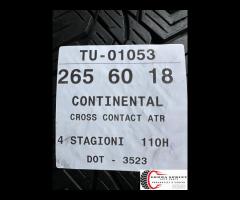 TU-01053
265 60 18
CONTINENTAL
CROSS CONTACT ATR
4 STAGIONI 110H
DOT - 3523